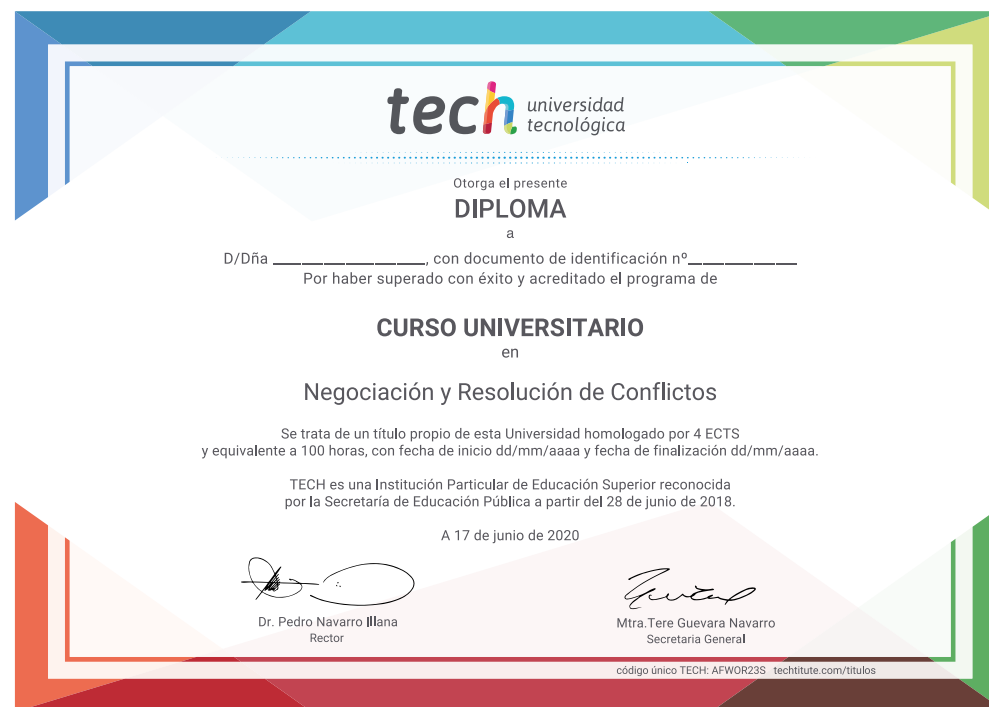 tech universidad
tecnológica
Otorga el presente
DIPLOMA
a
D/Dña ____________________, con documento de identificación nº______________
Por haber superado con éxito y acreditado el programa de
CURSO UNIVERSITARIO
en
Negociación y Resolución de Conflictos
Se trata de un título propio de esta Universidad homologado por 4 ECTS
y equivalente a 100 horas, con fecha de inicio dd/mm/aaaa y fecha de finalización dd/mm/aaaa.
TECH es una Institución Particular de Educación Superior reconocida
por la Secretaría de Educación Pública a partir del 28 de junio de 2018.
A 17 de junio de 2020
Dr. Pedro Navarro Illana
Rector
Mtra.Tere Guevara Navarro
Secretaria General
código único TECH: AFWOR23S techtitute.com/titulos